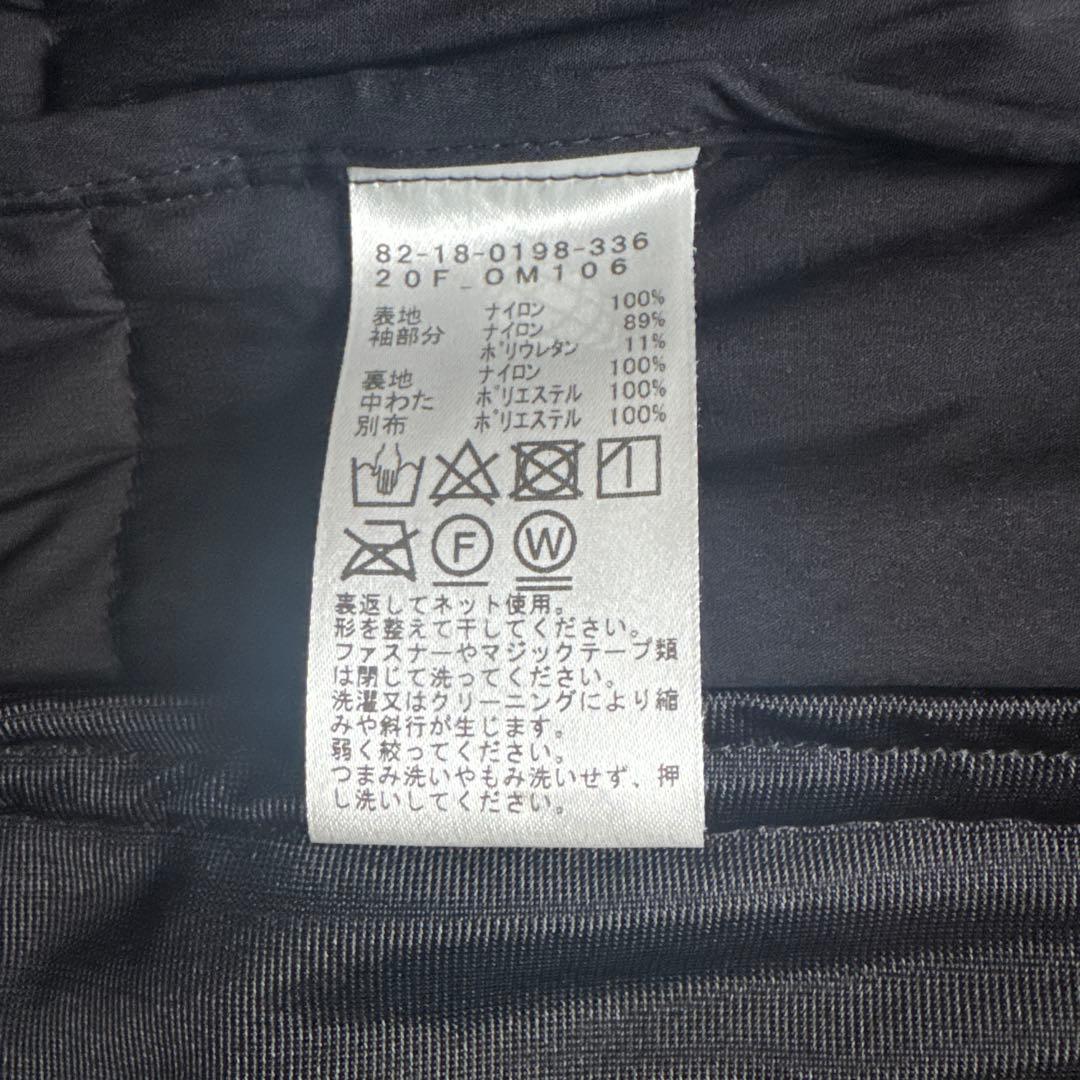 82-18-0198-336
20F_OM106
表地 ナイロン 100%
袖部分 ナイロン 89%
ポリウレタン 11%
裏地 ナイロン 100%
中わた ポリエステル 100%
別布 ポリエステル 100%
F W
裏返してネット使用。
形を整えて干してください。
ファスナーやマジックテープ類
は閉じて洗ってください。
洗濯又はクリーニングにより縮
みや斜行が生じます。
弱く絞ってください。
つまみ洗いやもみ洗いせず、押
し洗いしてください。